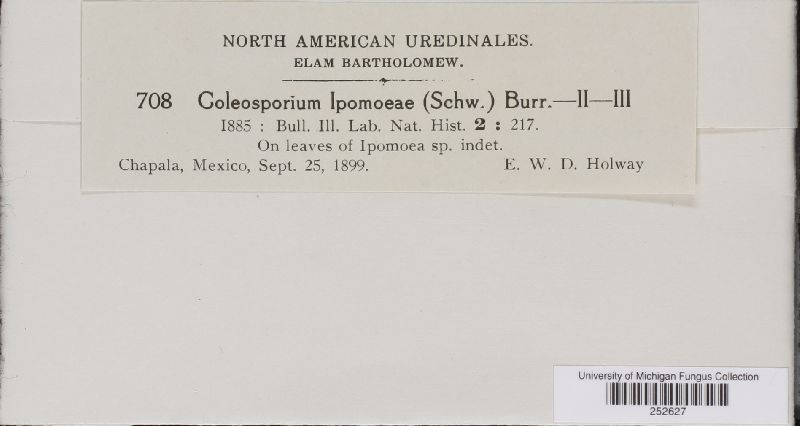 NORTH AMERICAN UREDINALES.
ELAM BARTHOLOMEW.
708 Coleosporium Ipomoeae (Schw.) Burr.—II—III
1885 : Bull. Ill. Lab. Nat. Hist. 2 : 217.
On leaves of Ipomoea sp. indet.
Chapala, Mexico, Sept. 25, 1899. E. W. D. Holway
University of Michigan Fungus Collection
252627